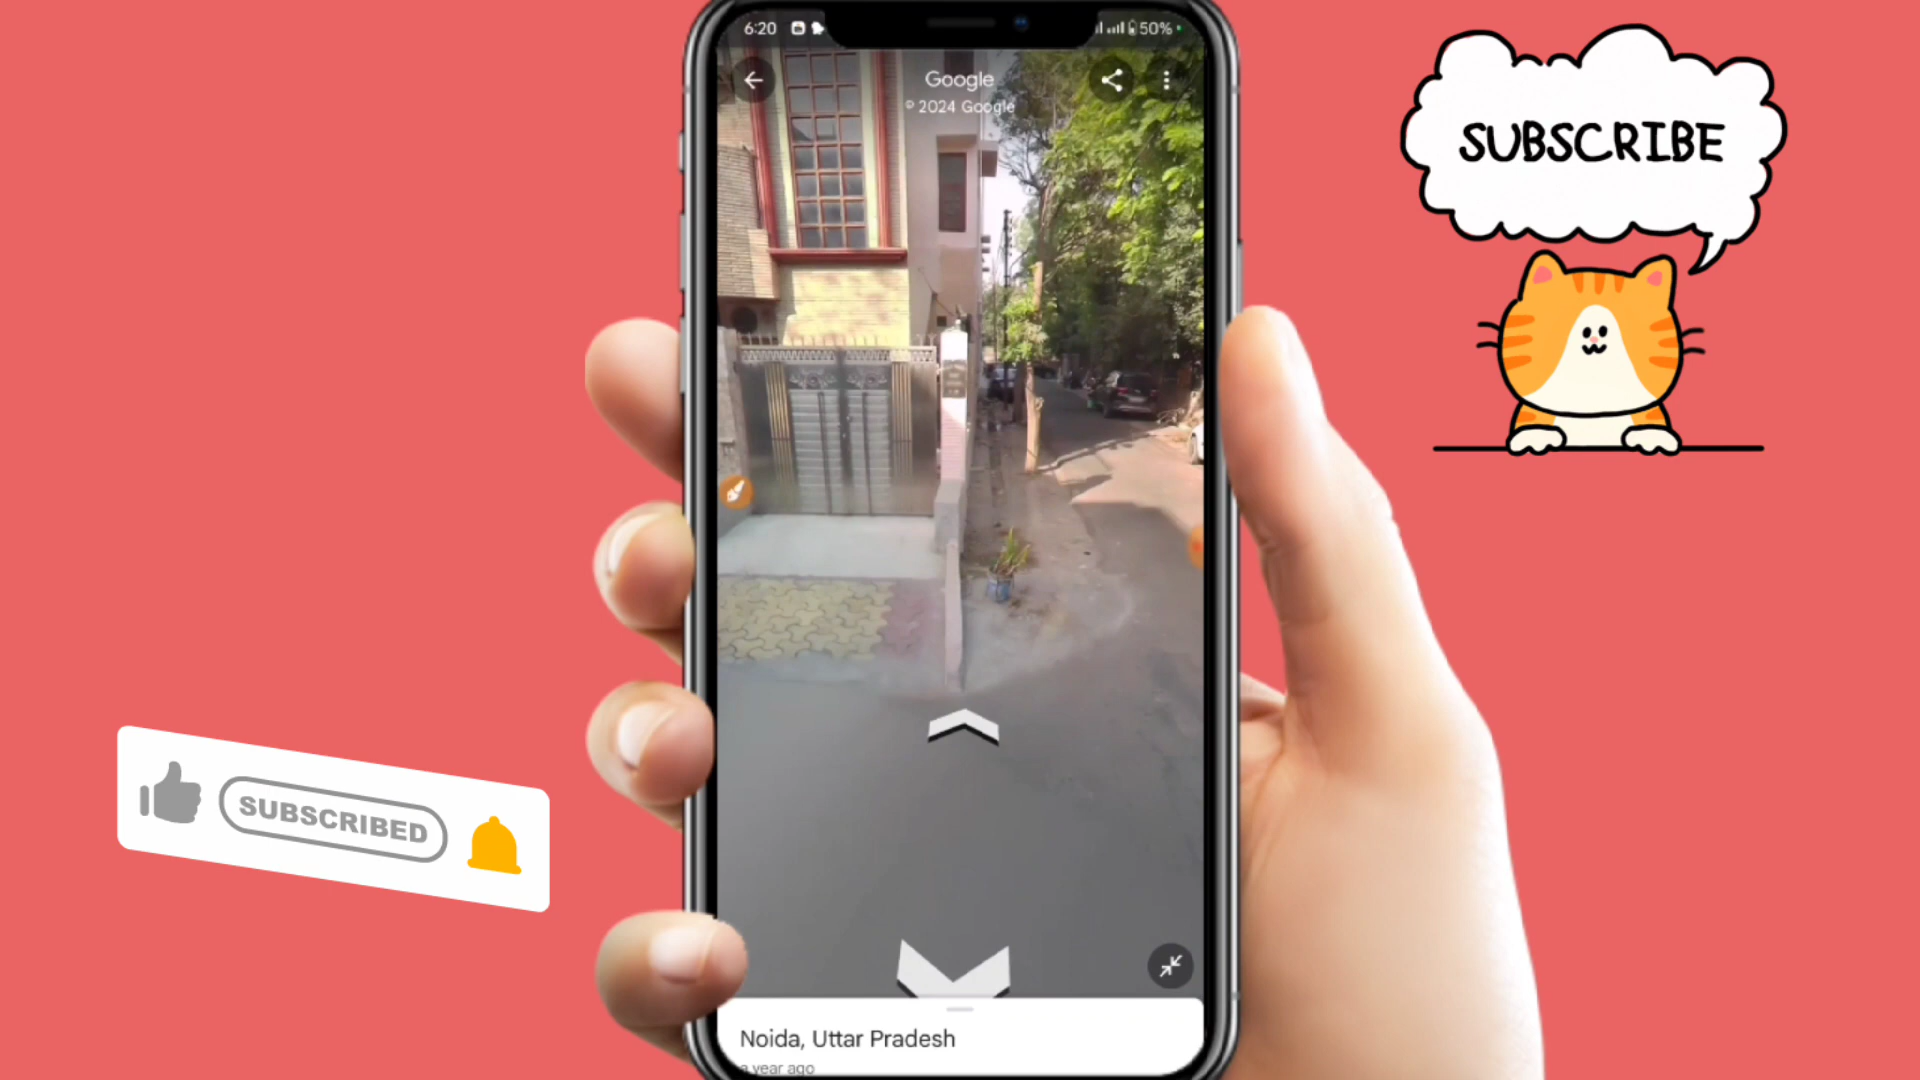 6:20
50%
Google
© 2024 Google
SUBSCRIBE
SUBSCRIBED
Noida, Uttar Pradesh
a year ago